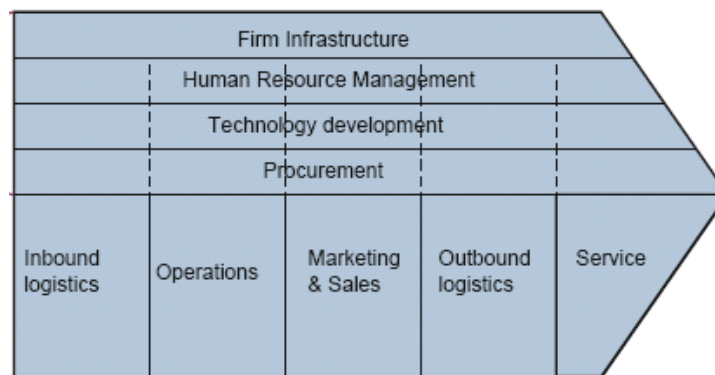 Firm Infrastructure
Human Resource Management
Technology development
Procurement
Inbound
logistics
Operations
Marketing
& Sales
Outbound
logistics
Service